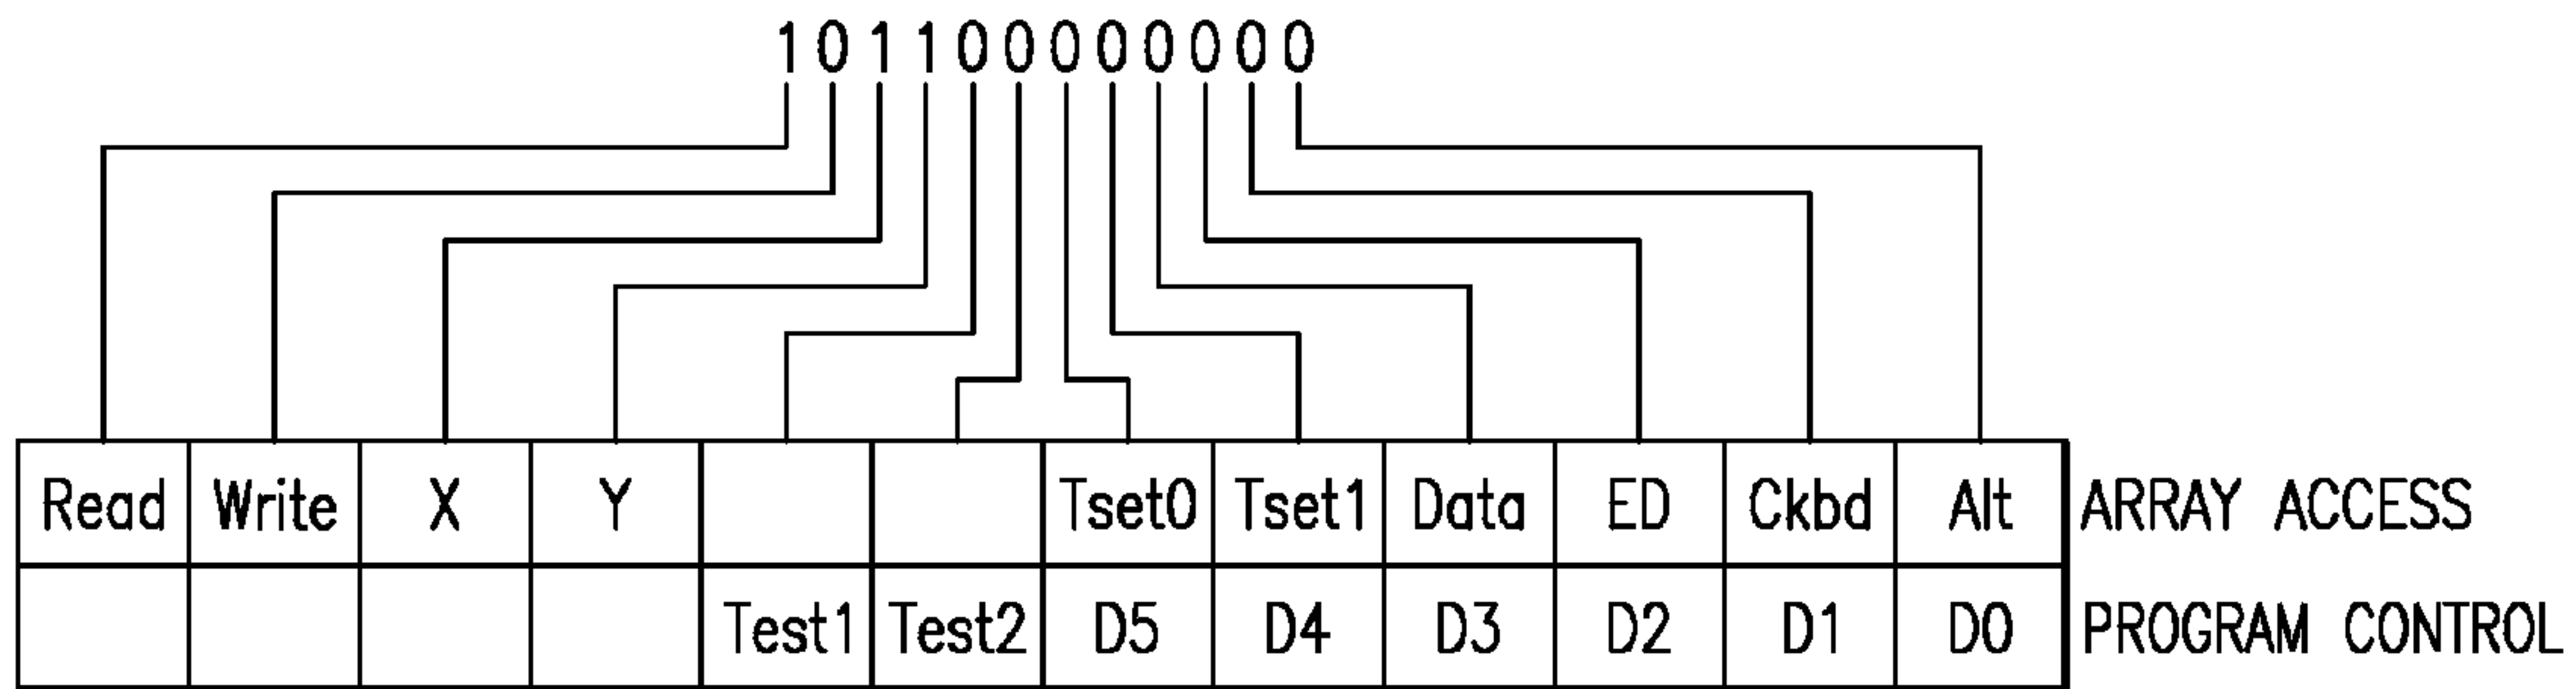 101100000000
Read Write X Y Tset0 Tset1 Data ED Ckbd Alt ARRAY ACCESS
Test1 Test2 D5 D4 D3 D2 D1 D0 PROGRAM CONTROL